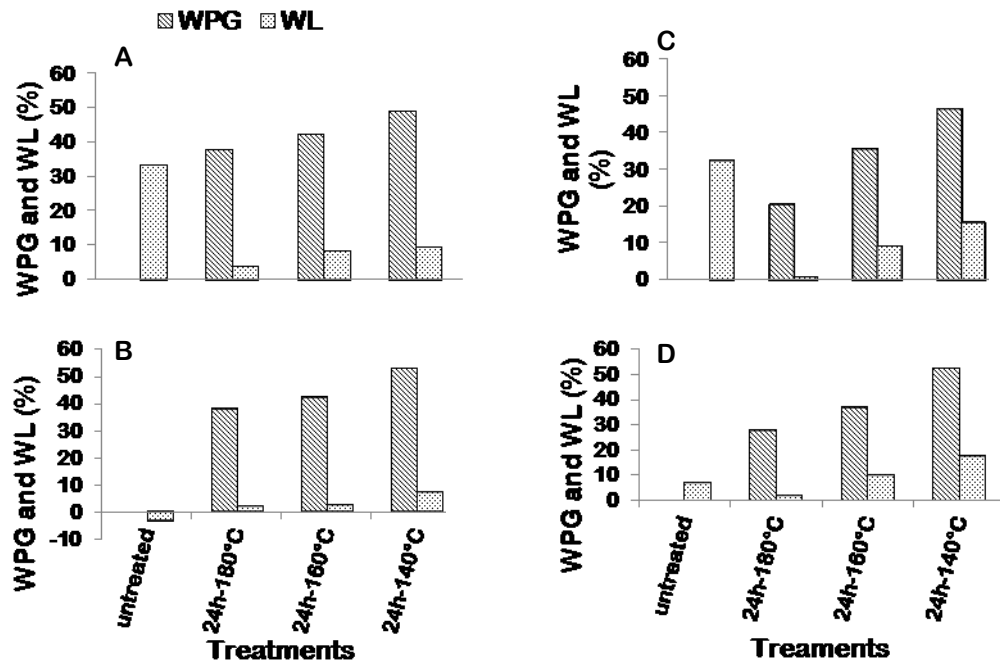 WPG WL
A
WPG and WL (%)
60
50
40
30
20
10
0
C
WPG and WL
(%)
60
50
40
30
20
10
0
B
WPG and WL (%)
60
50
40
30
20
10
0
-10
untreated
24h-180°C
24h-160°C
24h-140°C
Treatments
D
WPG and WL (%)
60
50
40
30
20
10
0
untreated
24h-180°C
24h-160°C
24h-140°C
Treaments